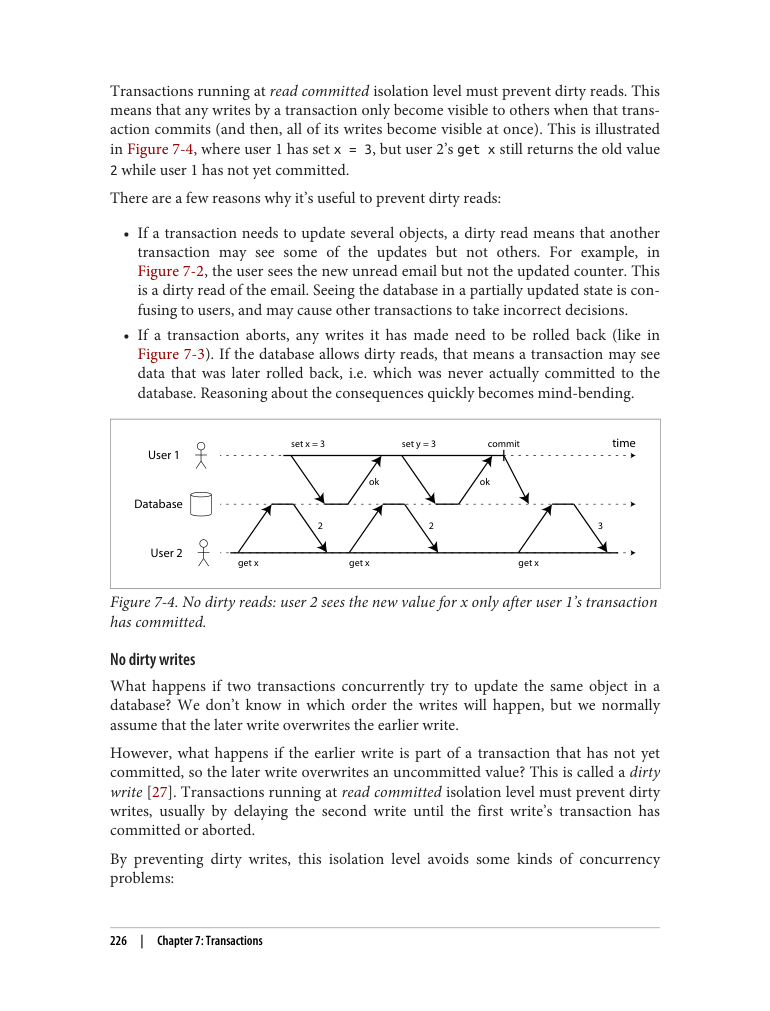 Transactions running at read committed isolation level must prevent dirty reads. This
means that any writes by a transaction only become visible to others when that trans-
action commits (and then, all of its writes become visible at once). This is illustrated
in Figure 7-4, where user 1 has set x = 3, but user 2’s get x still returns the old value
2 while user 1 has not yet committed.
There are a few reasons why it’s useful to prevent dirty reads:
• If a transaction needs to update several objects, a dirty read means that another
transaction may see some of the updates but not others. For example, in
Figure 7-2, the user sees the new unread email but not the updated counter. This
is a dirty read of the email. Seeing the database in a partially updated state is con-
fusing to users, and may cause other transactions to take incorrect decisions.
• If a transaction aborts, any writes it has made need to be rolled back (like in
Figure 7-3). If the database allows dirty reads, that means a transaction may see
data that was later rolled back, i.e. which was never actually committed to the
database. Reasoning about the consequences quickly becomes mind-bending.
set x = 3 set y = 3 commit time
User 1
ok ok
Database
2 2 3
User 2
get x get x get x
Figure 7-4. No dirty reads: user 2 sees the new value for x only after user 1’s transaction
has committed.
No dirty writes
What happens if two transactions concurrently try to update the same object in a
database? We don’t know in which order the writes will happen, but we normally
assume that the later write overwrites the earlier write.
However, what happens if the earlier write is part of a transaction that has not yet
committed, so the later write overwrites an uncommitted value? This is called a dirty
write [27]. Transactions running at read committed isolation level must prevent dirty
writes, usually by delaying the second write until the first write’s transaction has
committed or aborted.
By preventing dirty writes, this isolation level avoids some kinds of concurrency
problems:
226 | Chapter 7: Transactions